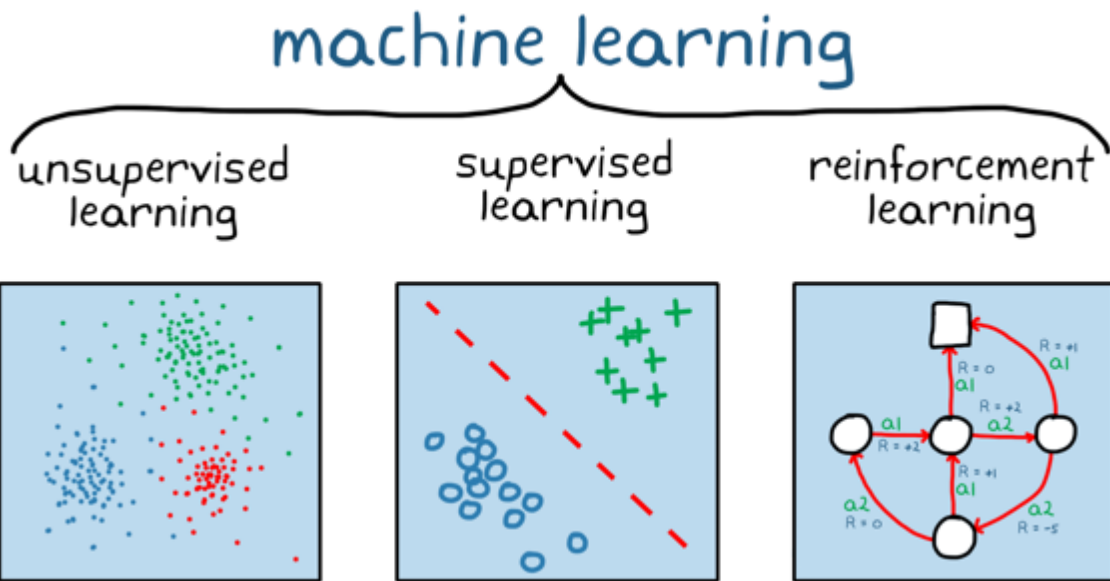 machine learning
unsupervised
learning
supervised
learning
reinforcement
learning
R = +1
a1
R = 0
a1
R = +2
a1
a2
R = +2
R = +1
a1
a2
R = 0
a2
R = -5